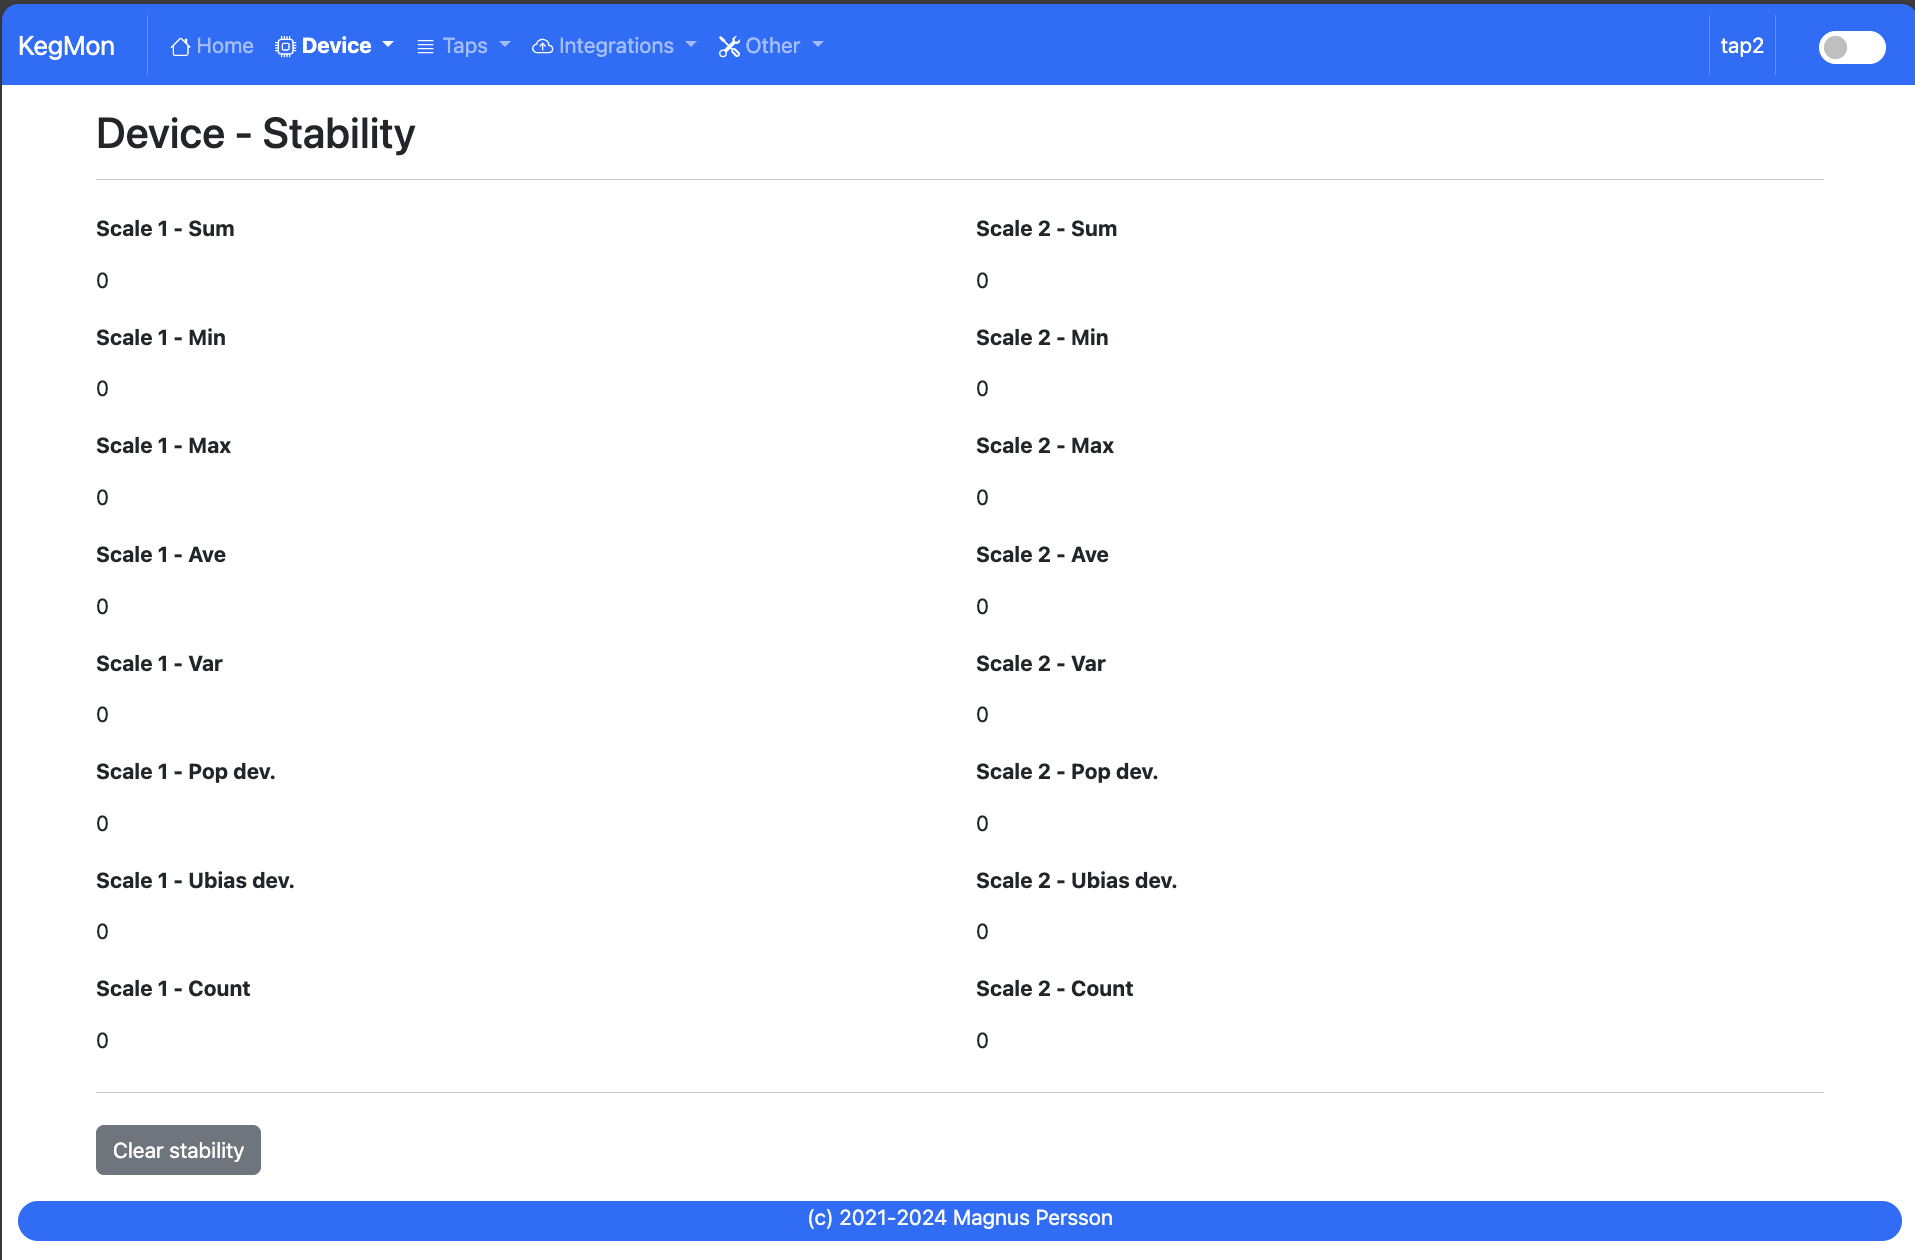 KegMon Home Device Taps Integrations Other tap2
Device - Stability
Scale 1 - Sum Scale 2 - Sum
0 0
Scale 1 - Min Scale 2 - Min
0 0
Scale 1 - Max Scale 2 - Max
0 0
Scale 1 - Ave Scale 2 - Ave
0 0
Scale 1 - Var Scale 2 - Var
0 0
Scale 1 - Pop dev. Scale 2 - Pop dev.
0 0
Scale 1 - Ubias dev. Scale 2 - Ubias dev.
0 0
Scale 1 - Count Scale 2 - Count
0 0
Clear stability
(c) 2021-2024 Magnus Persson